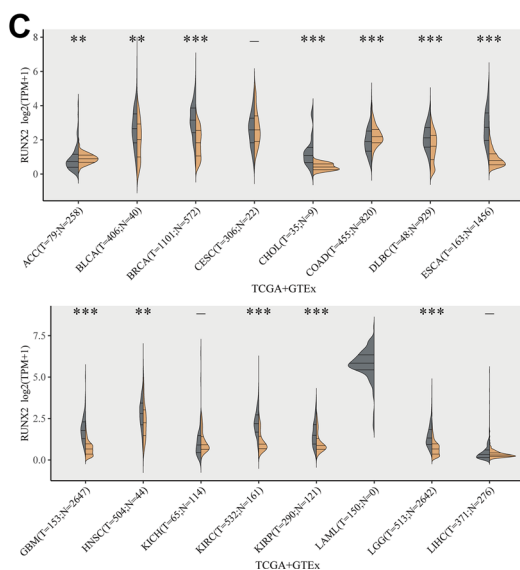 C
** ** *** — *** *** *** ***
RUNX2 log2(TPM+1)
8
6
4
2
0
ACC(T=79;N=258)
BLCA(T=406;N=40)
BRCA(T=1101;N=572)
CESC(T=306;N=22)
CHOL(T=35;N=9)
COAD(T=455;N=820)
DLBC(T=48;N=929)
ESCA(T=163;N=1456)
TCGA+GTEx
*** ** — *** *** *** —
RUNX2 log2(TPM+1)
7.5
5.0
2.5
0.0
GBM(T=153;N=2647)
HNSC(T=504;N=44)
KICH(T=65;N=114)
KIRC(T=532;N=161)
KIRP(T=290;N=121)
LAML(T=150;N=0)
LGG(T=513;N=2642)
LIHC(T=371;N=276)
TCGA+GTEx